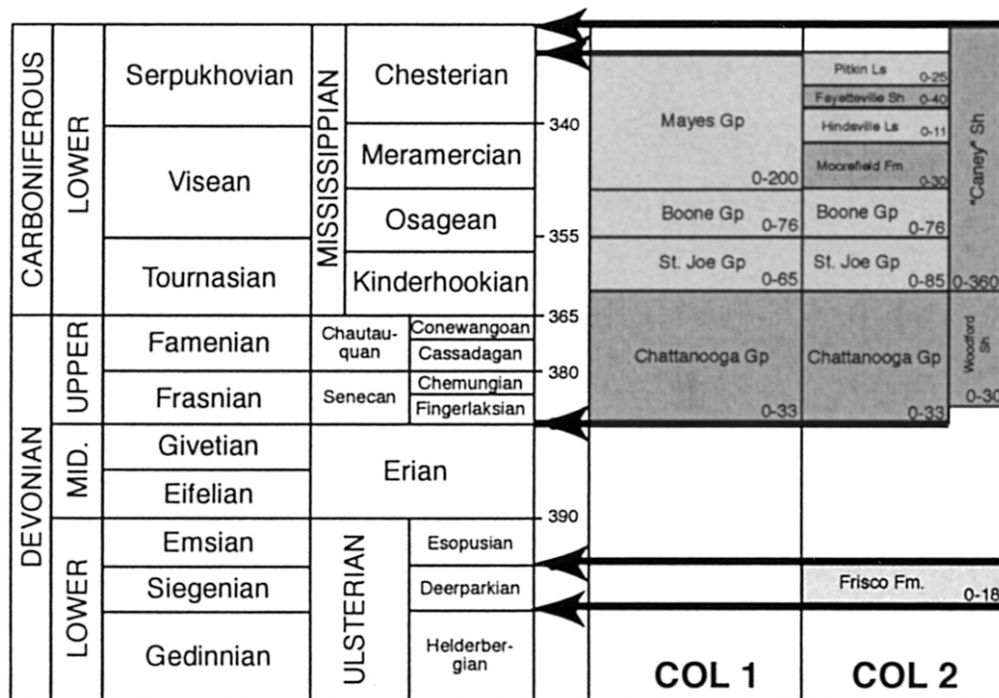 CARBONIFEROUS
LOWER
Serpukhovian
Visean
Tournasian
MISSISSIPPIAN
Chesterian
Meramercian
Osagean
Kinderhookian
340
355
365
380
390
DEVONIAN
UPPER
Famenian
Frasnian
Chautau-
quan
Senecan
Conewangoan
Cassadagan
Chemungian
Fingerlaksian
MID.
Givetian
Eifelian
Erian
LOWER
Emsian
Siegenian
Gedinnian
ULSTERIAN
Esopusian
Deerparkian
Helderber-
gian
Mayes Gp
0-200
Boone Gp
0-76
St. Joe Gp
0-65
Chattanooga Gp
0-33
COL 1
Pitkin Ls
0-25
Fayetteville Sh
0-40
Hindsville Ls
0-11
Moorefield Fm
0-30
Boone Gp
0-76
St. Joe Gp
0-85
Chattanooga Gp
0-33
Frisco Fm.
0-18
COL 2
"Caney" Sh
0-360
Woodford
Sh
0-30